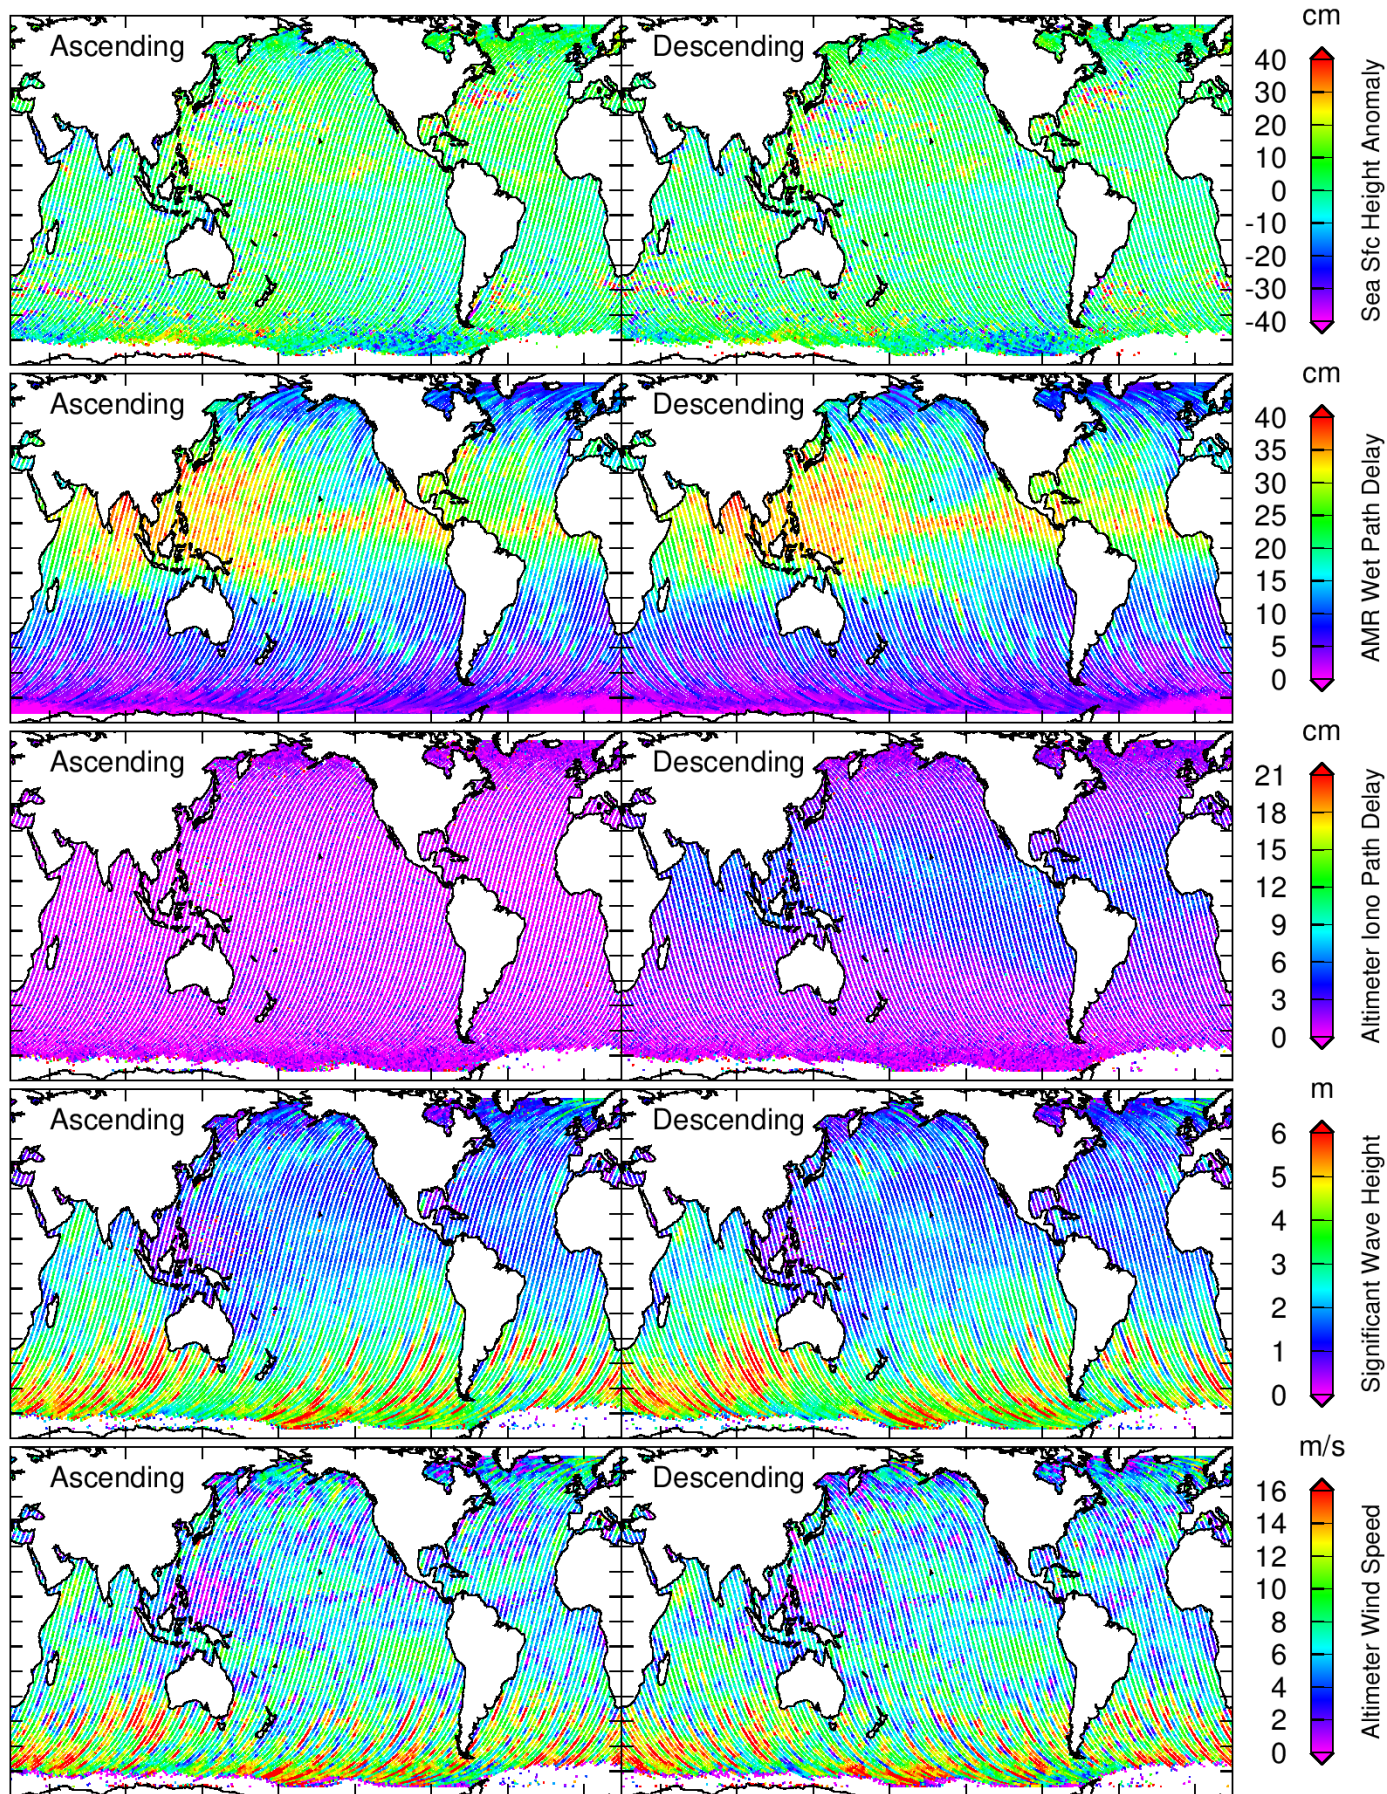 cm
Ascending
Descending
40
30
20
10
0
-10
-20
-30
-40
Sea Sfc Height Anomaly
cm
Ascending
Descending
40
35
30
25
20
15
10
5
0
AMR Wet Path Delay
cm
Ascending
Descending
21
18
15
12
9
6
3
0
Altimeter Iono Path Delay
m
Ascending
Descending
6
5
4
3
2
1
0
Significant Wave Height
m/s
Ascending
Descending
16
14
12
10
8
6
4
2
0
Altimeter Wind Speed